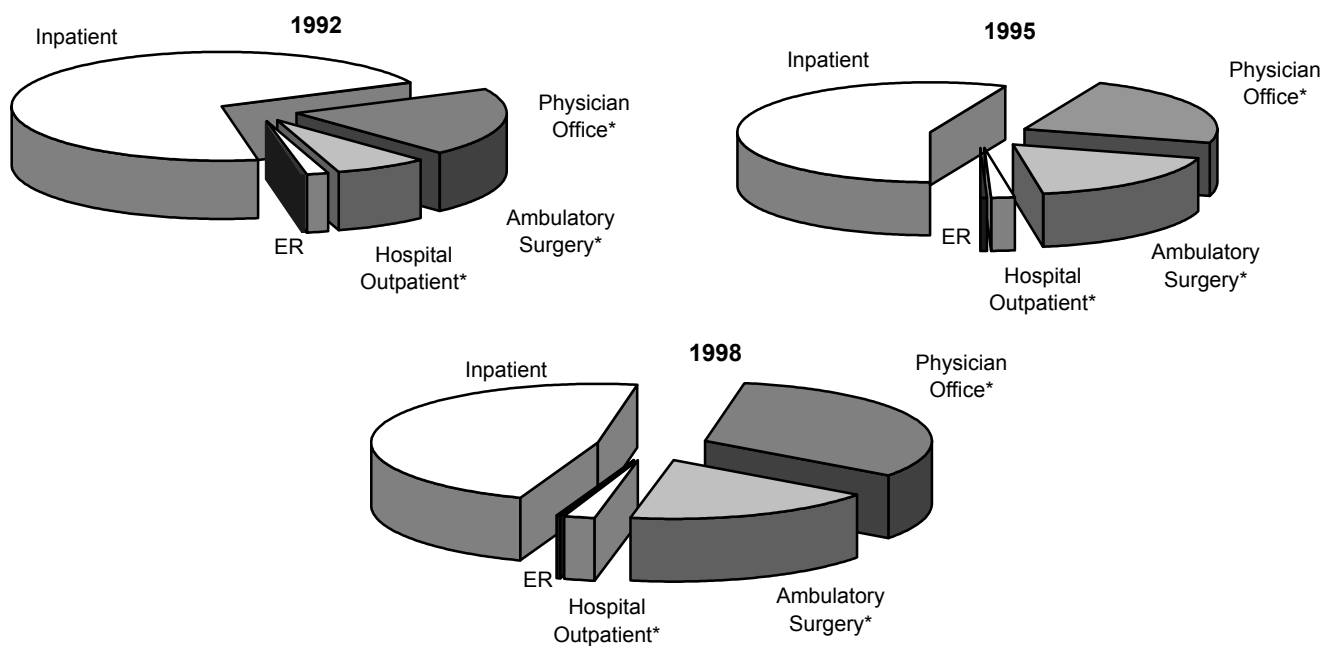 1992
Inpatient
Physician
Office*
Ambulatory
Surgery*
Hospital
Outpatient*
ER
1995
Inpatient
Physician
Office*
Ambulatory
Surgery*
Hospital
Outpatient*
ER
1998
Inpatient
Physician
Office*
Ambulatory
Surgery*
Hospital
Outpatient*
ER